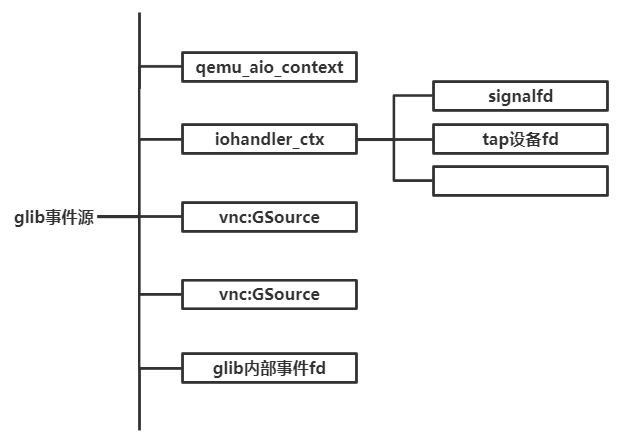 qemu_aio_context
signalfd
iohandler_ctx
tap设备fd
glib事件源
vnc:GSource
vnc:GSource
glib内部事件fd